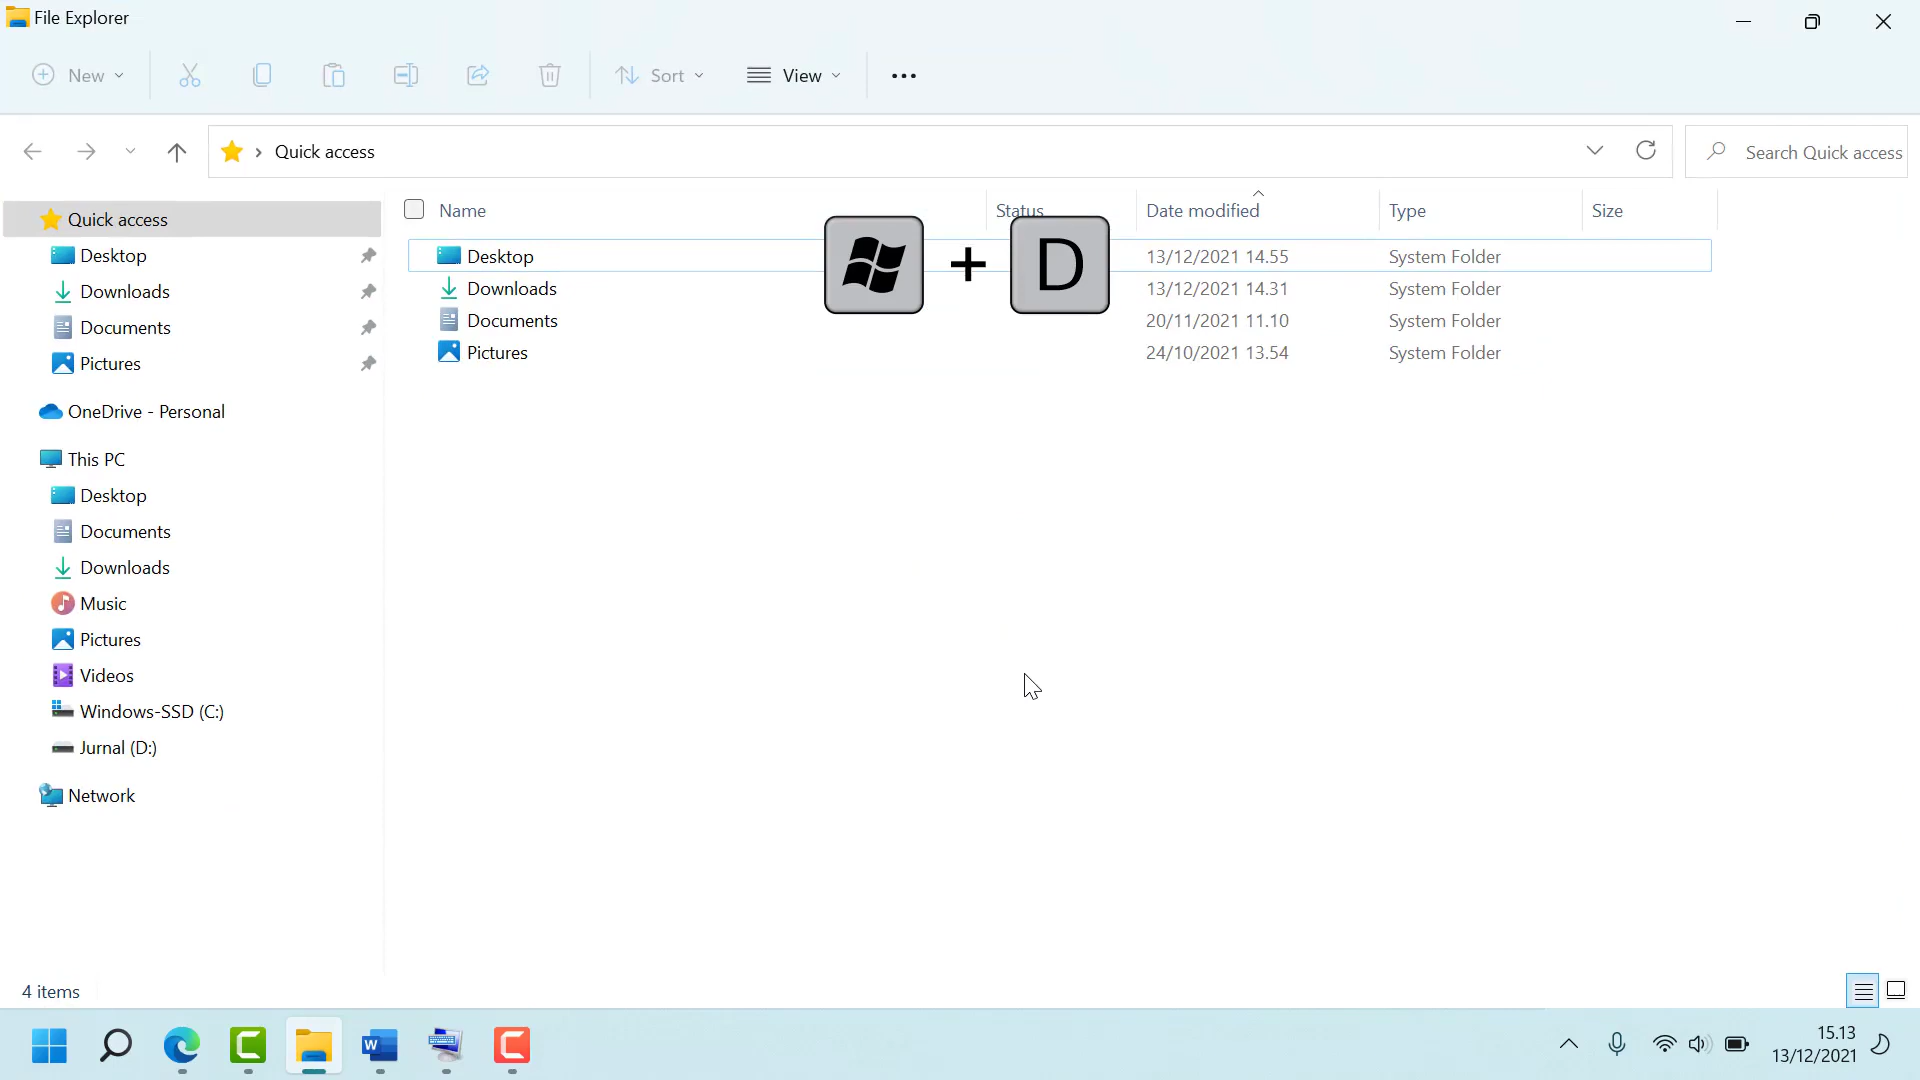 File Explorer
New
Sort
View
Quick access
Search Quick access
Name
Status
Date modified
Type
Size
Quick access
Desktop
Downloads
Documents
Pictures
OneDrive - Personal
This PC
Desktop
Documents
Downloads
Music
Pictures
Videos
Windows-SSD (C:)
Jurnal (D:)
Network
Desktop 13/12/2021 14.55 System Folder
Downloads 13/12/2021 14.31 System Folder
Documents 20/11/2021 11.10 System Folder
Pictures 24/10/2021 13.54 System Folder
+ D
4 items
W
15.13
13/12/2021